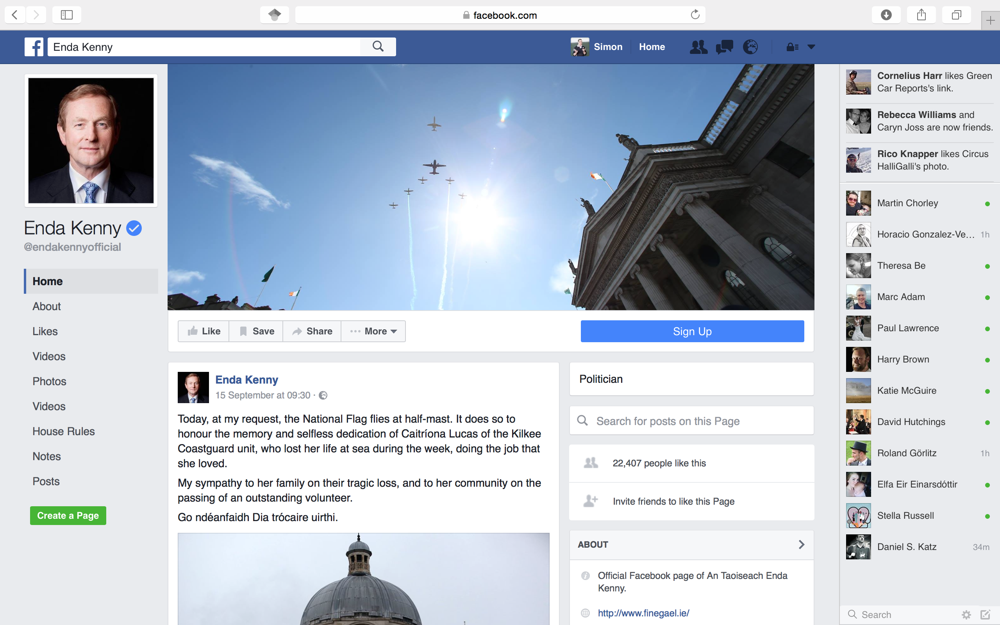 facebook.com
Enda Kenny
Simon
Home
Enda Kenny
@endakennyofficial
Home
About
Likes
Videos
Photos
Videos
House Rules
Notes
Posts
Create a Page
Like
Save
Share
More
Sign Up
Enda Kenny
15 September at 09:30 ·
Today, at my request, the National Flag flies at half-mast. It does so to
honour the memory and selfless dedication of Caitríona Lucas of the Kilkee
Coastguard unit, who lost her life at sea during the week, doing the job that
she loved.
My sympathy to her family on their tragic loss, and to her community on the
passing of an outstanding volunteer.
Go ndéanfaidh Dia trócaire uirthi.
Politician
Search for posts on this Page
22,407 people like this
Invite friends to like this Page
ABOUT
Official Facebook page of An Taoiseach Enda
Kenny.
http://www.finegael.ie/
Cornelius Harr likes Green
Car Reports's link.
Rebecca Williams and
Caryn Joss are now friends.
Rico Knapper likes Circus
HalliGalli's photo.
Martin Chorley
Horacio Gonzalez-Ve... 1h
Theresa Be
Marc Adam
Paul Lawrence
Harry Brown
Katie McGuire
David Hutchings
Roland Görlitz 1h
Elfa Eir Einarsdóttir
Stella Russell
Daniel S. Katz 34m
Search